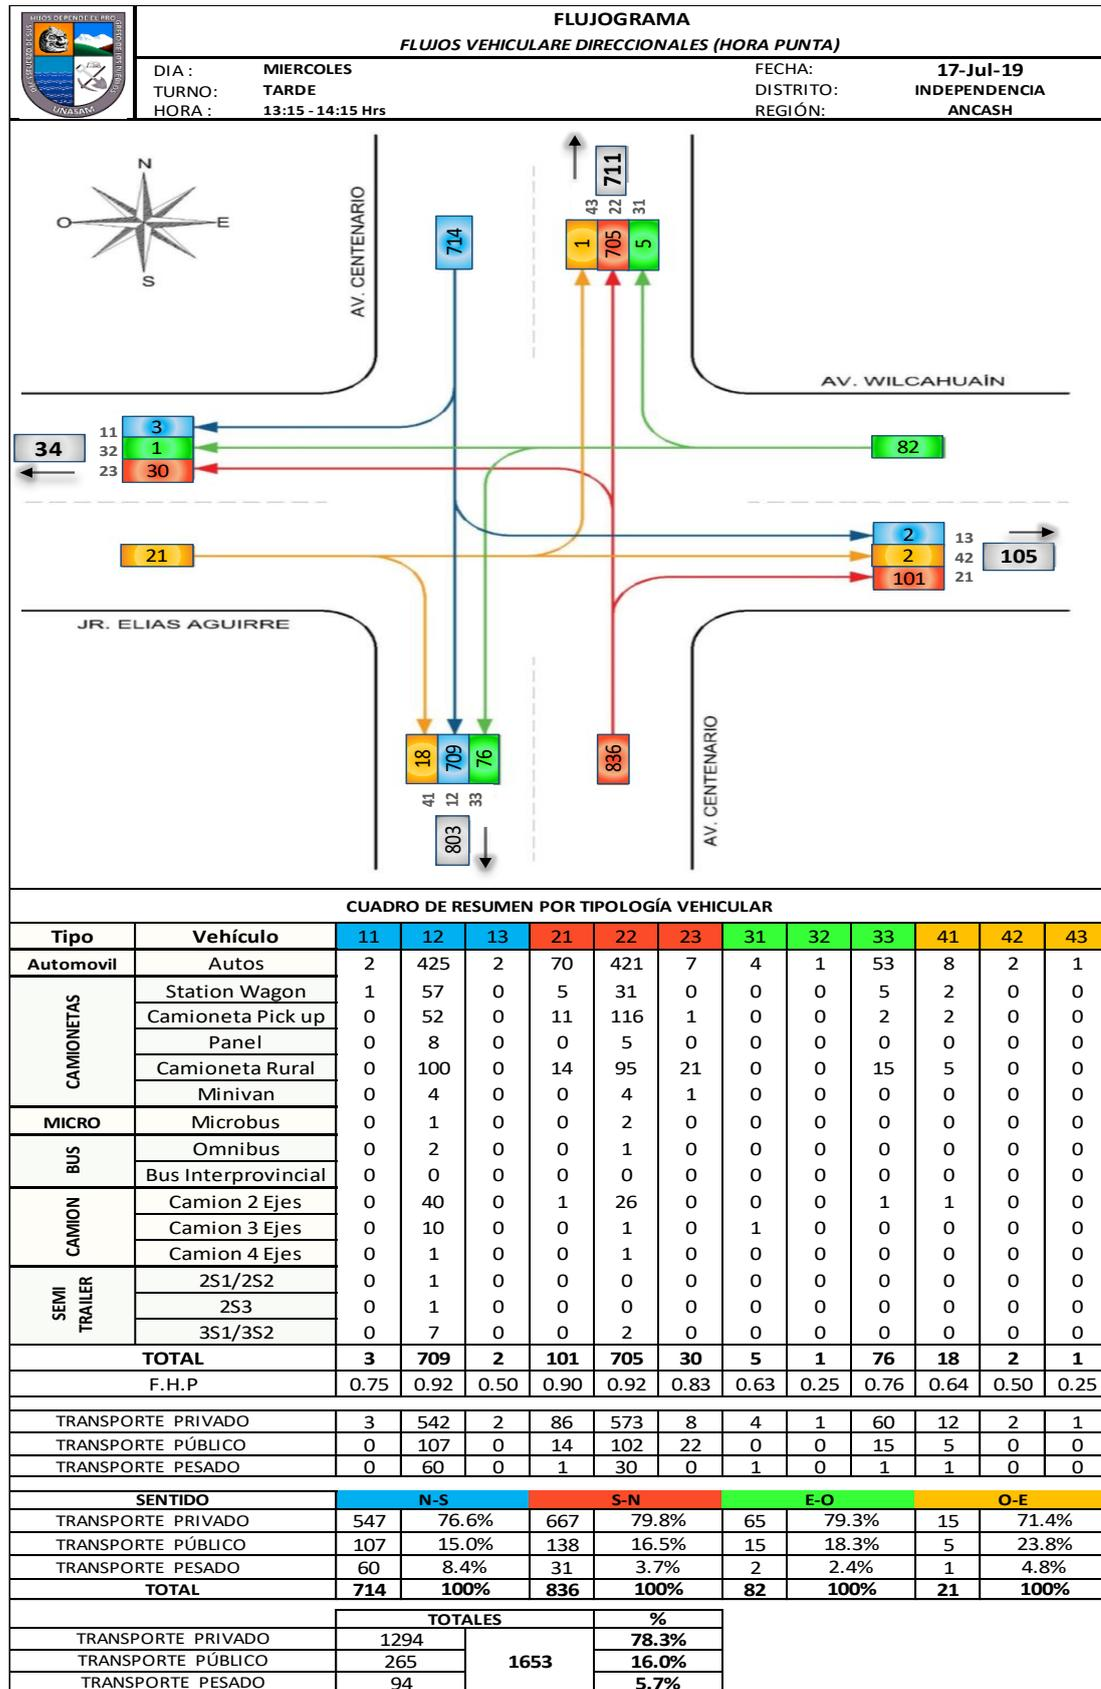 HIJOS DEPENDE EL PRO
UNASAM
FLUJOGRAMA
FLUJOS VEHICULARE DIRECCIONALES (HORA PUNTA)
DIA : MIERCOLES FECHA: 17-Jul-19
TURNO: TARDE DISTRITO: INDEPENDENCIA
HORA : 13:15 - 14:15 Hrs REGIÓN: ANCASH
N
O E
S
AV. CENTENARIO
714
711
43 22 31
1 705 5
AV. WILCAHUAÍN
11 3
34 32 1
23 30
82
21
2 13
2 42 105
101 21
JR. ELIAS AGUIRRE
18 709 76
41 12 33
803
836
AV. CENTENARIO
CUADRO DE RESUMEN POR TIPOLOGÍA VEHICULAR
Tipo Vehículo 11 12 13 21 22 23 31 32 33 41 42 43
Automovil Autos 2 425 2 70 421 7 4 1 53 8 2 1
CAMIONETAS
Station Wagon 1 57 0 5 31 0 0 0 5 2 0 0
Camioneta Pick up 0 52 0 11 116 1 0 0 2 2 0 0
Panel 0 8 0 0 5 0 0 0 0 0 0 0
Camioneta Rural 0 100 0 14 95 21 0 0 15 5 0 0
Minivan 0 4 0 0 4 1 0 0 0 0 0 0
MICRO Microbus 0 1 0 0 2 0 0 0 0 0 0 0
BUS
Omnibus 0 2 0 0 1 0 0 0 0 0 0 0
Bus Interprovincial 0 0 0 0 0 0 0 0 0 0 0 0
CAMION
Camion 2 Ejes 0 40 0 1 26 0 0 0 1 1 0 0
Camion 3 Ejes 0 10 0 0 1 0 1 0 0 0 0 0
Camion 4 Ejes 0 1 0 0 1 0 0 0 0 0 0 0
SEMI
TRAILER
2S1/2S2 0 1 0 0 0 0 0 0 0 0 0 0
2S3 0 1 0 0 0 0 0 0 0 0 0 0
3S1/3S2 0 7 0 0 2 0 0 0 0 0 0 0
TOTAL 3 709 2 101 705 30 5 1 76 18 2 1
F.H.P 0.75 0.92 0.50 0.90 0.92 0.83 0.63 0.25 0.76 0.64 0.50 0.25
TRANSPORTE PRIVADO 3 542 2 86 573 8 4 1 60 12 2 1
TRANSPORTE PÚBLICO 0 107 0 14 102 22 0 0 15 5 0 0
TRANSPORTE PESADO 0 60 0 1 30 0 1 0 1 1 0 0
SENTIDO N-S S-N E-O O-E
TRANSPORTE PRIVADO 547 76.6% 667 79.8% 65 79.3% 15 71.4%
TRANSPORTE PÚBLICO 107 15.0% 138 16.5% 15 18.3% 5 23.8%
TRANSPORTE PESADO 60 8.4% 31 3.7% 2 2.4% 1 4.8%
TOTAL 714 100% 836 100% 82 100% 21 100%
TOTALES %
TRANSPORTE PRIVADO 1294 78.3%
TRANSPORTE PÚBLICO 265 1653 16.0%
TRANSPORTE PESADO 94 5.7%